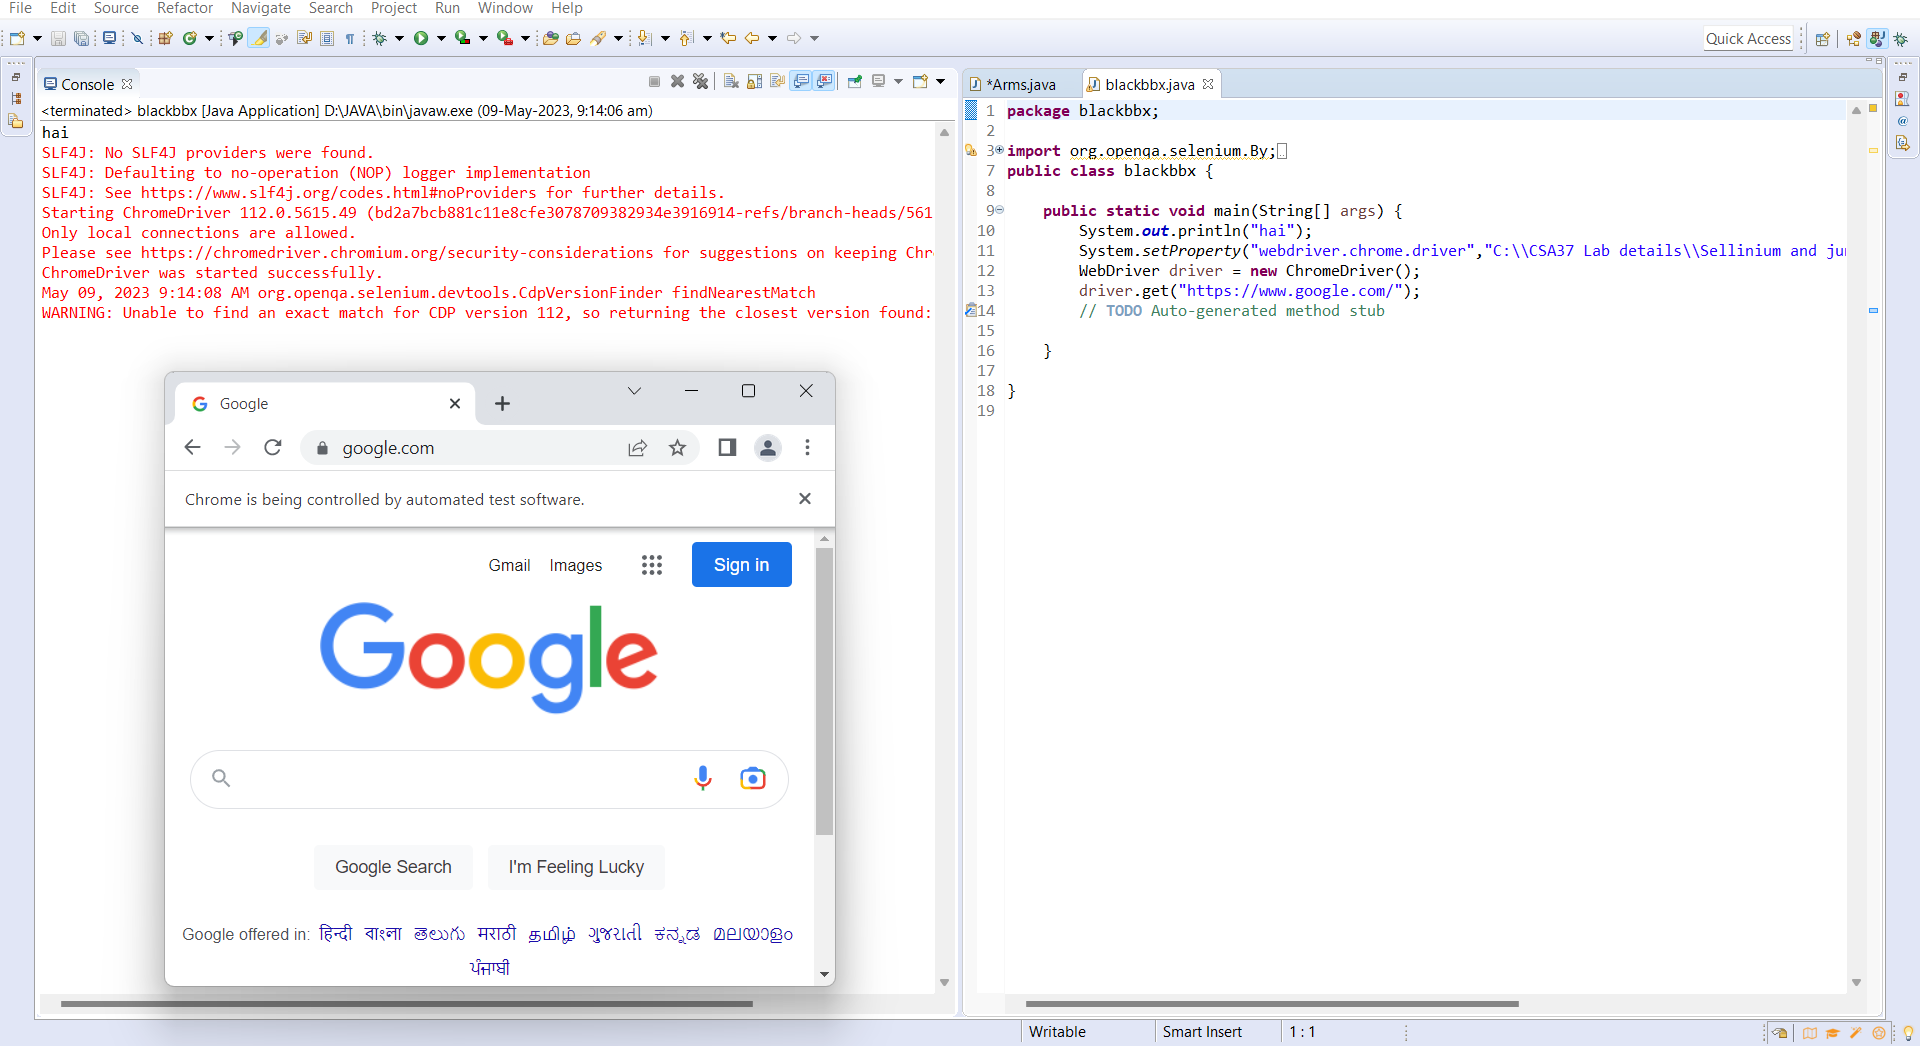 File Edit Source Refactor Navigate Search Project Run Window Help
Quick Access
Console
<terminated> blackbbx [Java Application] D:\JAVA\bin\javaw.exe (09-May-2023, 9:14:06 am)
hai
SLF4J: No SLF4J providers were found.
SLF4J: Defaulting to no-operation (NOP) logger implementation
SLF4J: See https://www.slf4j.org/codes.html#noProviders for further details.
Starting ChromeDriver 112.0.5615.49 (bd2a7bcb881c11e8cfe3078709382934e3916914-refs/branch-heads/561
Only local connections are allowed.
Please see https://chromedriver.chromium.org/security-considerations for suggestions on keeping Chr
ChromeDriver was started successfully.
May 09, 2023 9:14:08 AM org.openqa.selenium.devtools.CdpVersionFinder findNearestMatch
WARNING: Unable to find an exact match for CDP version 112, so returning the closest version found:
Google
google.com
Chrome is being controlled by automated test software.
Gmail Images Sign in
Google
Google Search I'm Feeling Lucky
Google offered in: हिन्दी বাংলা తెలుగు मराठी தமிழ் ગુજરાતી ಕನ್ನಡ മലയാളം
ਪੰਜਾਬੀ
*Arms.java blackbbx.java
1 package blackbbx;
2
3 import org.openqa.selenium.By;
7 public class blackbbx {
8
9 public static void main(String[] args) {
10 System.out.println("hai");
11 System.setProperty("webdriver.chrome.driver","C:\\CSA37 Lab details\\Sellinium and ju
12 WebDriver driver = new ChromeDriver();
13 driver.get("https://www.google.com/");
14 // TODO Auto-generated method stub
15
16 }
17
18 }
19
Writable Smart Insert 1 : 1